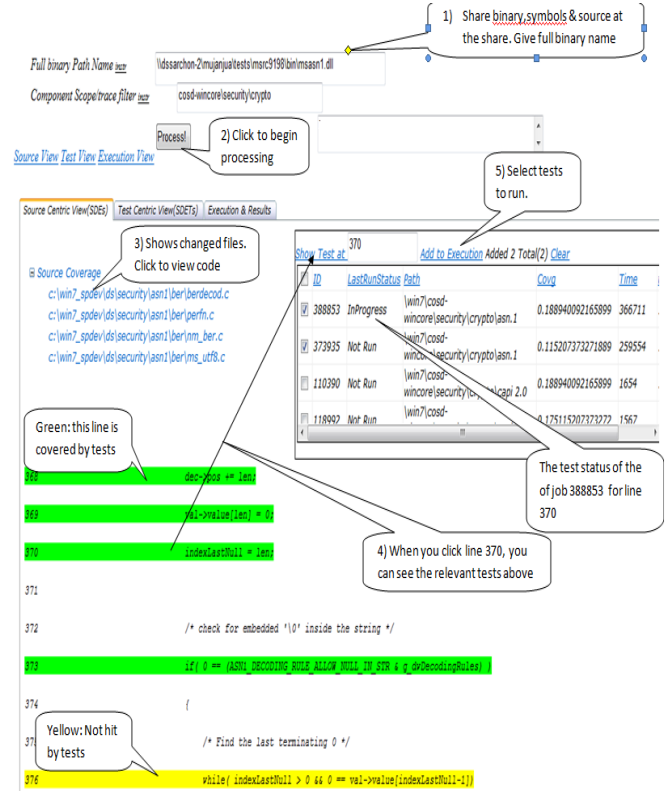 1) Share binary,symbols & source at
the share. Give full binary name
Full binary Path Name
\\dssarchon-2\mujanjua\tests\msrc9198\bin\msasn1.dll
Component Scope/trace filter
cosd-wincore\security\crypto
Process!
2) Click to begin
processing
Source View Test View Execution View
5) Select tests
to run.
Source Centric View(SDEs) Test Centric View(SDETs) Execution & Results
3) Shows changed files.
Click to view code
370
Show Test at Add to Execution Added 2 Total(2) Clear
ID LastRunStatus Path Covg Time
Source Coverage
c:\win7_spdev\ds\security\asn1\ber\berdecod.c
c:\win7_spdev\ds\security\asn1\ber\perfn.c
c:\win7_spdev\ds\security\asn1\ber\nm_ber.c
c:\win7_spdev\ds\security\asn1\ber\ms_utf8.c
388853 InProgress \win7\cosd-
wincore\security\crypto\asn.1 0.188940092165899 366711
373935 Not Run \win7\cosd-
wincore\security\crypto\asn.1 0.115207373271889 259554
110390 Not Run \win7\cosd-
wincore\security\crypto\capi 2.0 0.188940092165899 1654
118992 Not Run \win7\cosd- 0.175115207373272 1567
Green: this line is
covered by tests
The test status of the
of job 388853 for line
370
368 dec->pos += len;
369 val->value[len] = 0;
370 indexLastNull = len;
4) When you click line 370, you
can see the relevant tests above
371
372 /* check for embedded '\0' inside the string */
373 if( 0 == (ASN1_DECODING_RULE_ALLOW_NULL_IN_STR & g_dwDecodingRules) )
374 {
Yellow: Not hit
by tests
375 /* Find the last terminating 0 */
376 while( indexLastNull > 0 && 0 == val->value[indexLastNull-1])